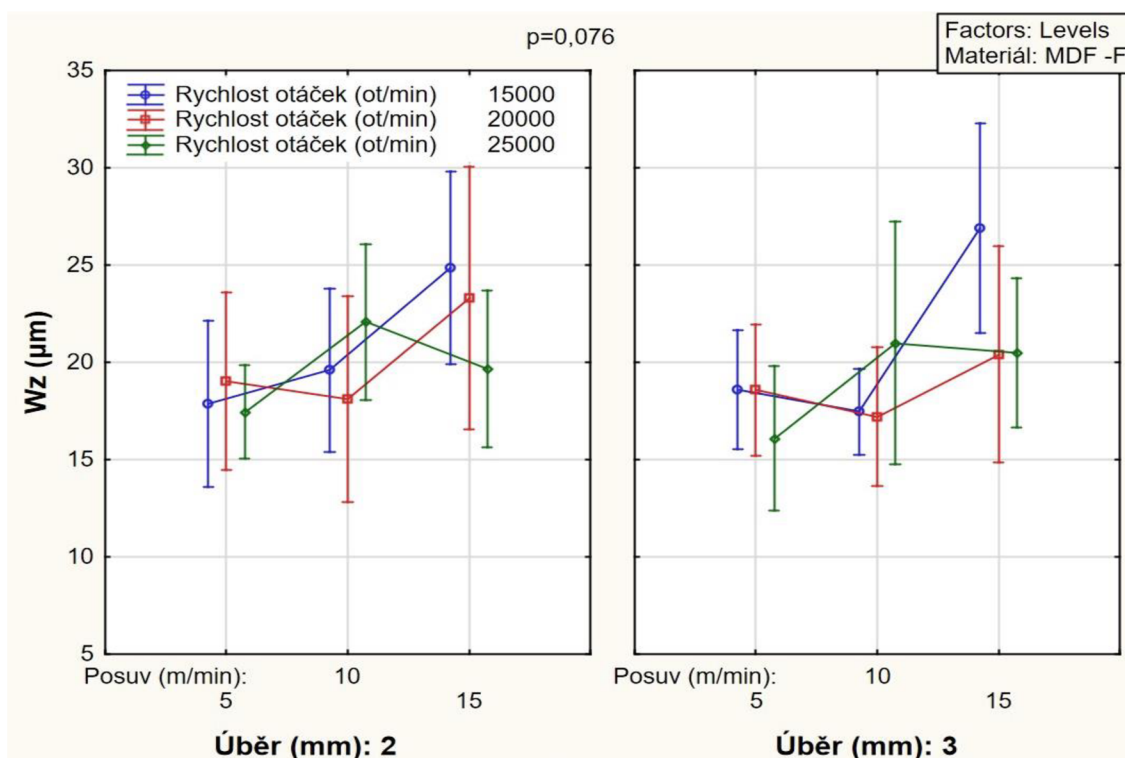 p=0,076
Factors: Levels
Materiál: MDF -F
Rychlost otáček (ot/min) 15000
Rychlost otáček (ot/min) 20000
Rychlost otáček (ot/min) 25000
Wz (µm)
35
30
25
20
15
10
5
Posuv (m/min): 10
5 15
Posuv (m/min): 10
5 15
Úběr (mm): 2
Úběr (mm): 3